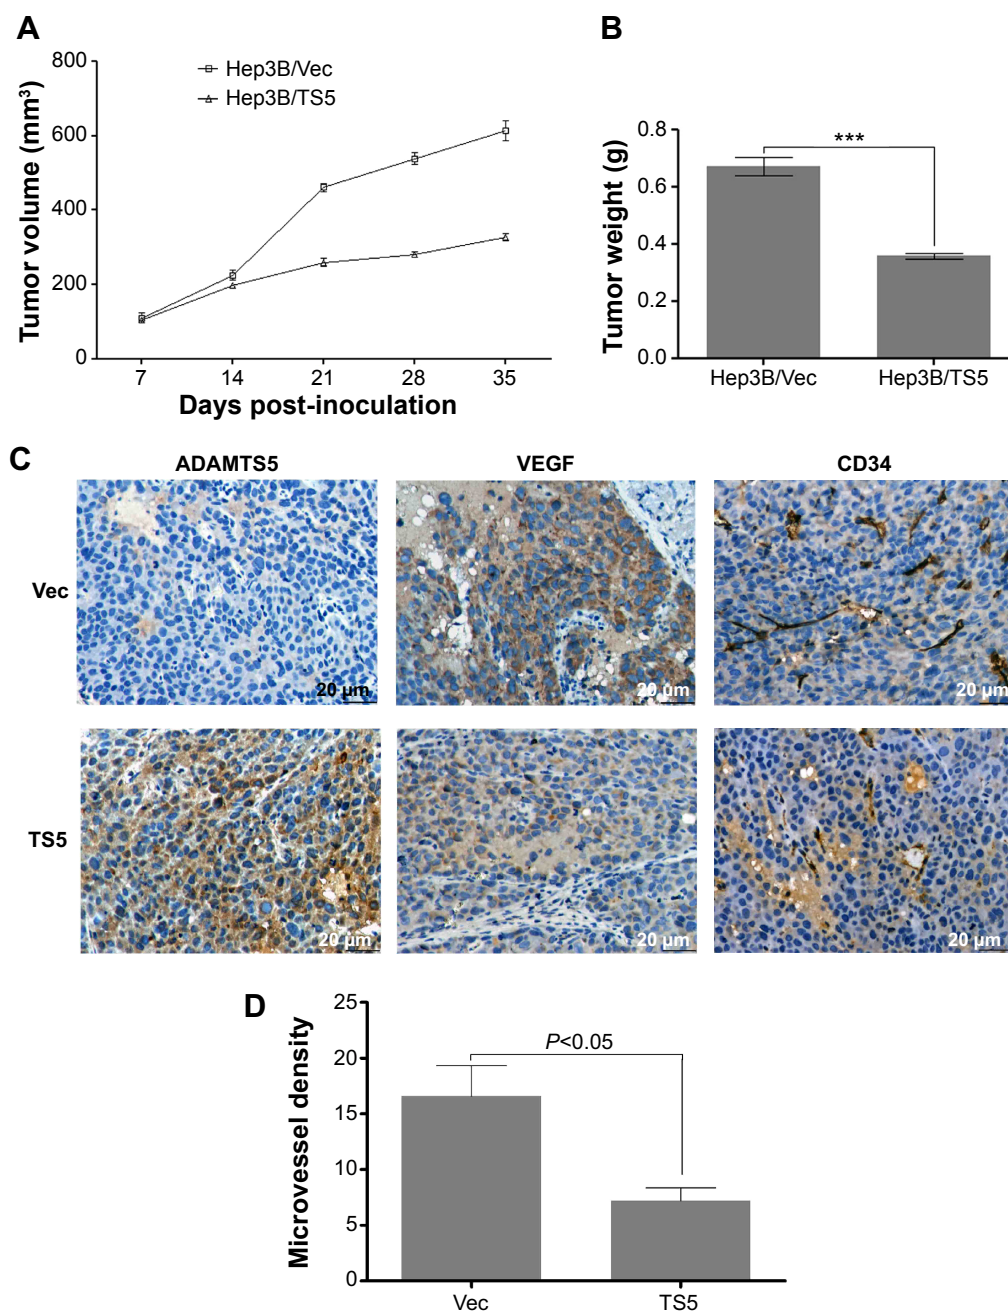 A
Tumor volume (mm³)
800
600
400
200
0
Hep3B/Vec
Hep3B/TS5
7 14 21 28 35
Days post-inoculation
B
Tumor weight (g)
0.8
0.6
0.4
0.2
0.0
***
Hep3B/Vec Hep3B/TS5
C
ADAMTS5 VEGF CD34
Vec
20 µm 20 µm 20 µm
TS5
20 µm 20 µm 20 µm
D
Microvessel density
25
20
15
10
5
0
P<0.05
Vec TS5